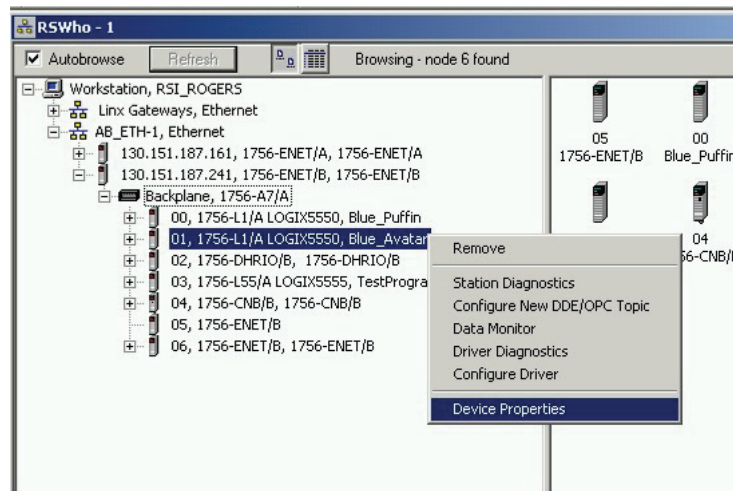 RSWho - 1
Autobrowse
Refresh
Browsing - node 6 found
Workstation, RSI_ROGERS
Linx Gateways, Ethernet
AB_ETH-1, Ethernet
130.151.187.161, 1756-ENET/A, 1756-ENET/A
130.151.187.241, 1756-ENET/B, 1756-ENET/B
Backplane, 1756-A7/A
00, 1756-L1/A LOGIX5550, Blue_Puffin
01, 1756-L1/A LOGIX5550, Blue_Avatar
02, 1756-DHRIO/B, 1756-DHRIO/B
03, 1756-L55/A LOGIX5555, TestProgra
04, 1756-CNB/B, 1756-CNB/B
05, 1756-ENET/B
06, 1756-ENET/B, 1756-ENET/B
Remove
Station Diagnostics
Configure New DDE/OPC Topic
Data Monitor
Driver Diagnostics
Configure Driver
Device Properties
05
1756-ENET/B
00
Blue_Puffin
04
56-CNB/